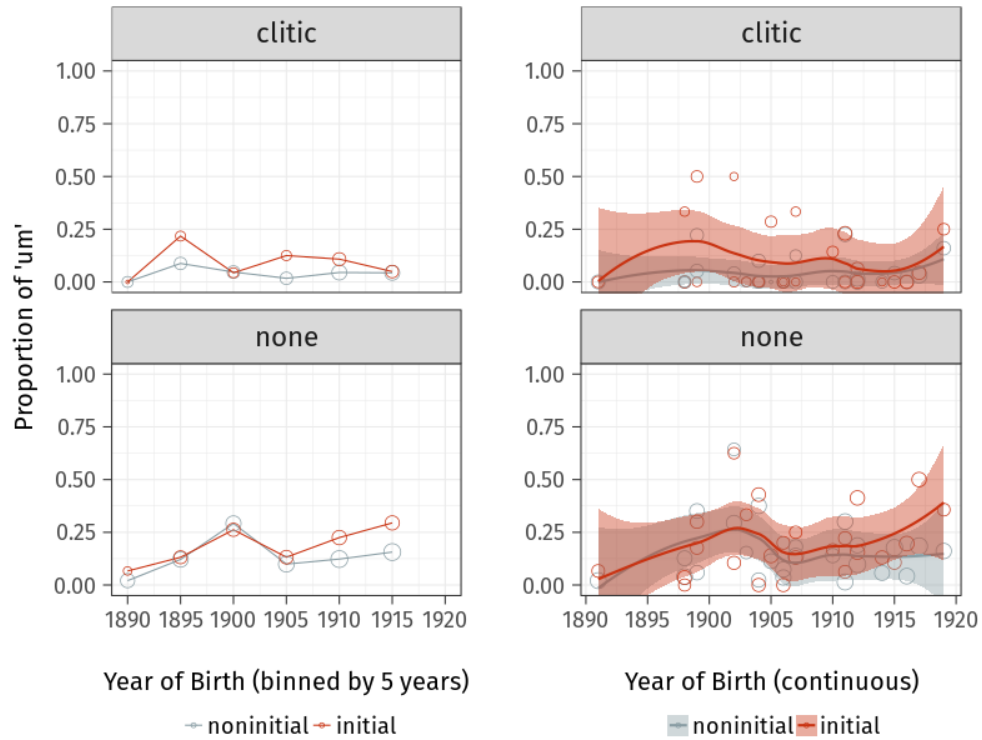 clitic
clitic
1.00
0.75
0.50
0.25
0.00
1.00
0.75
0.50
0.25
0.00
none
none
1.00
0.75
0.50
0.25
0.00
1.00
0.75
0.50
0.25
0.00
Proportion of 'um'
1890 1895 1900 1905 1910 1915 1920
1890 1895 1900 1905 1910 1915 1920
Year of Birth (binned by 5 years)
Year of Birth (continuous)
noninitial initial
noninitial initial